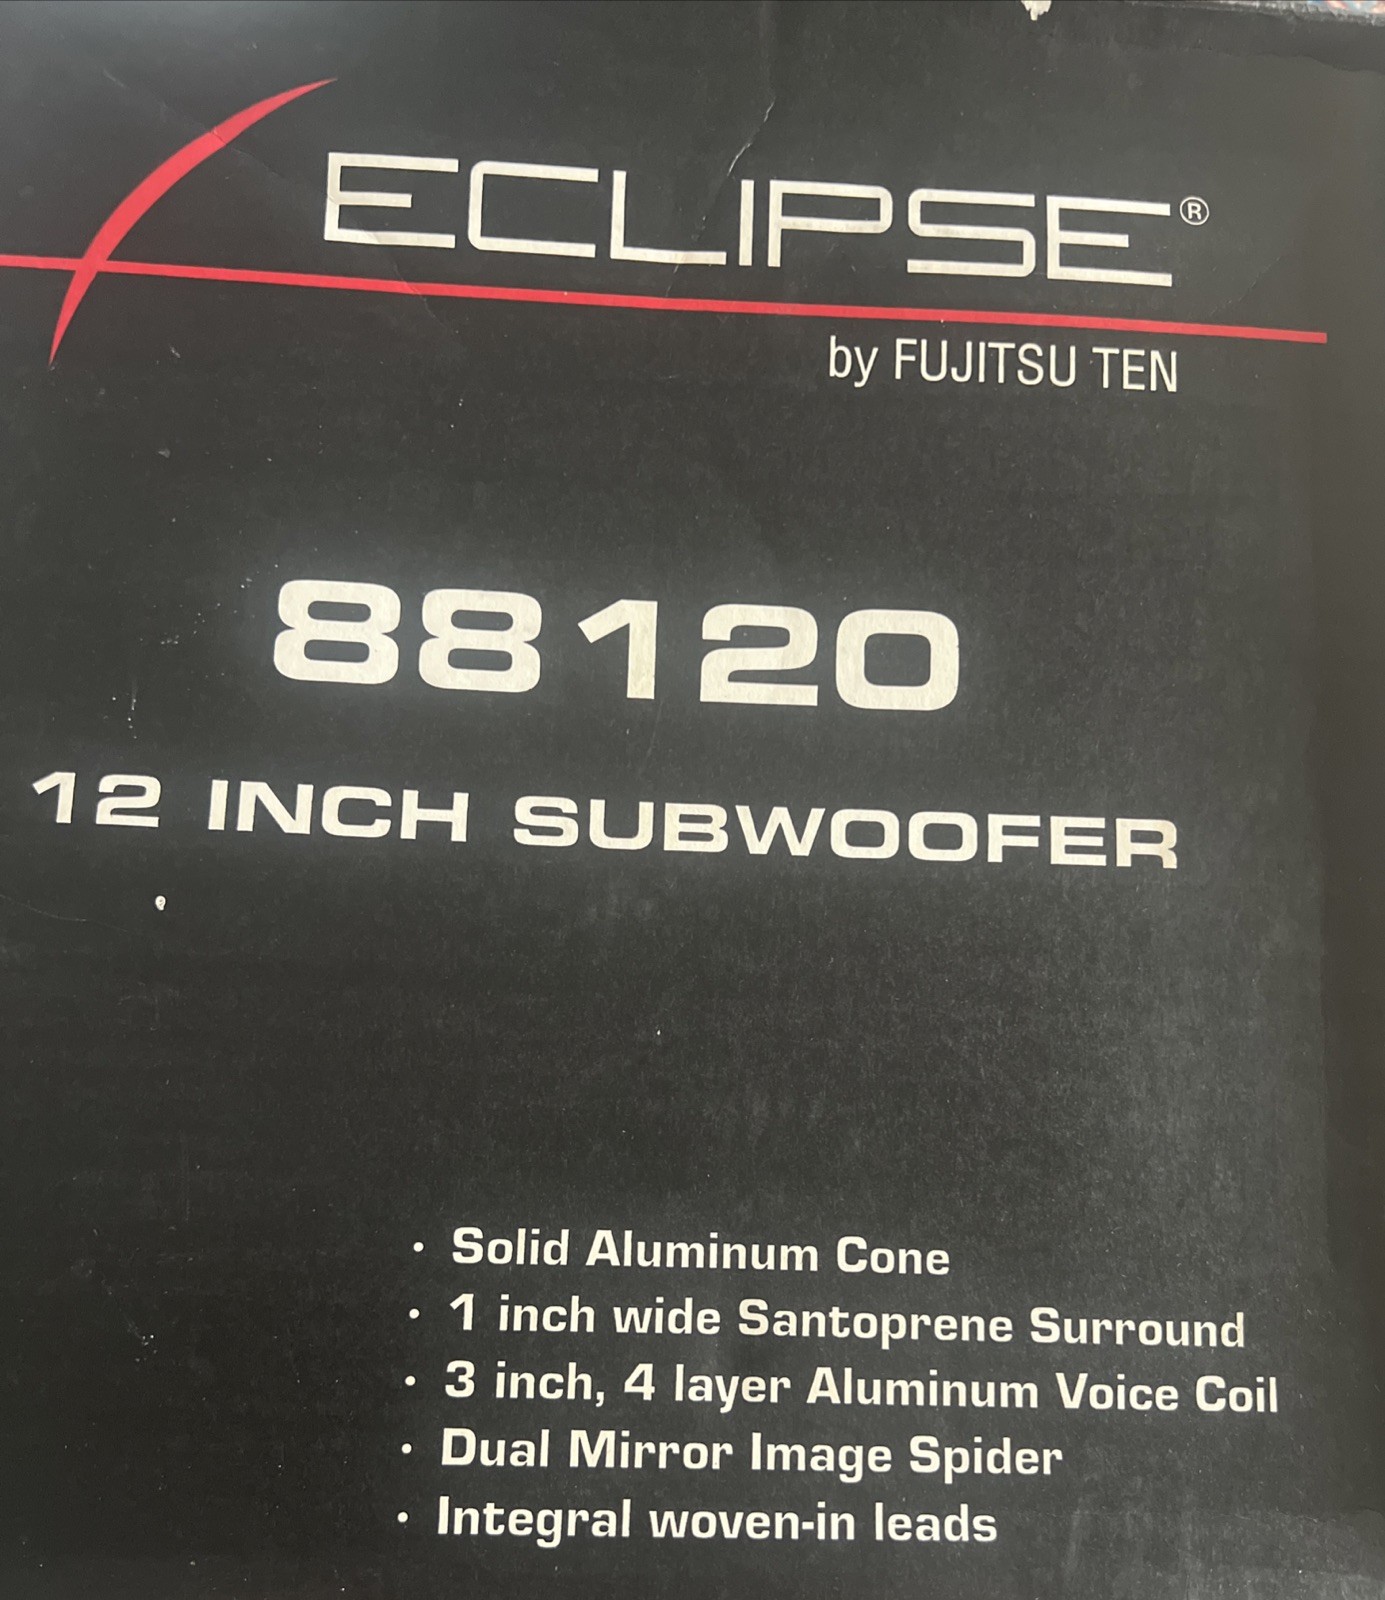 ECLIPSE®
by FUJITSU TEN
88120
12 INCH SUBWOOFER
• Solid Aluminum Cone
• 1 inch wide Santoprene Surround
• 3 inch, 4 layer Aluminum Voice Coil
• Dual Mirror Image Spider
• Integral woven-in leads